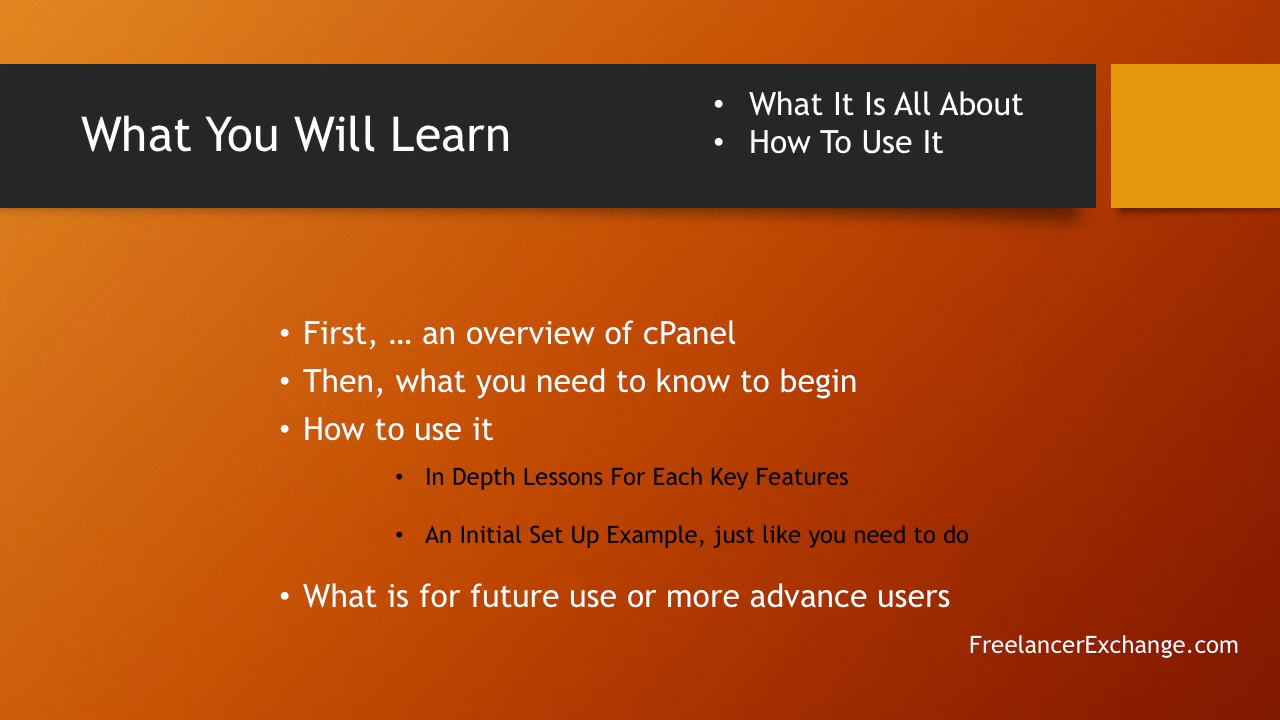 What You Will Learn
• What It Is All About
• How To Use It
• First, … an overview of cPanel
• Then, what you need to know to begin
• How to use it
• In Depth Lessons For Each Key Features
• An Initial Set Up Example, just like you need to do
• What is for future use or more advance users
FreelancerExchange.com